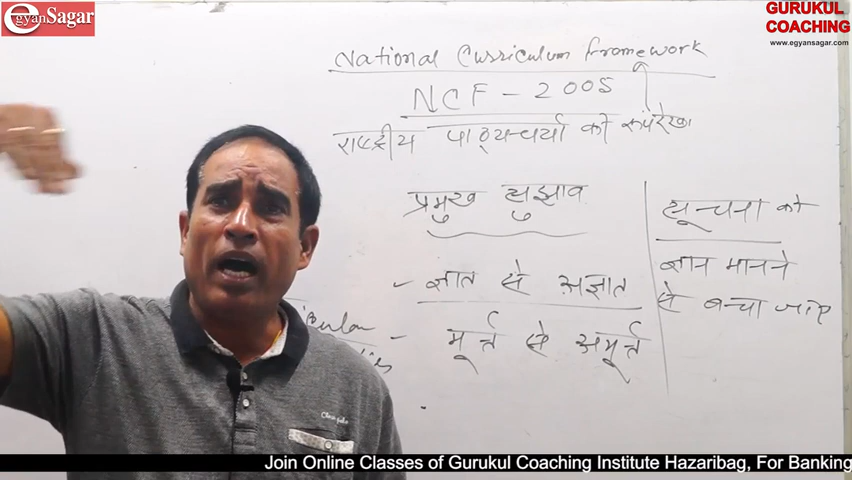 egyanSagar
GURUKUL
COACHING
www.egyansagar.com
National Curriculum Framework
NCF - 2005
राष्ट्रीय पाठ्यचर्या की रूपरेखा
प्रमुख सुझाव
- ज्ञात से अज्ञात
- मूर्त्त से अमूर्त्त
सूचना को
ज्ञान मानने
से बचा जाए
Join Online Classes of Gurukul Coaching Institute Hazaribag, For Banking